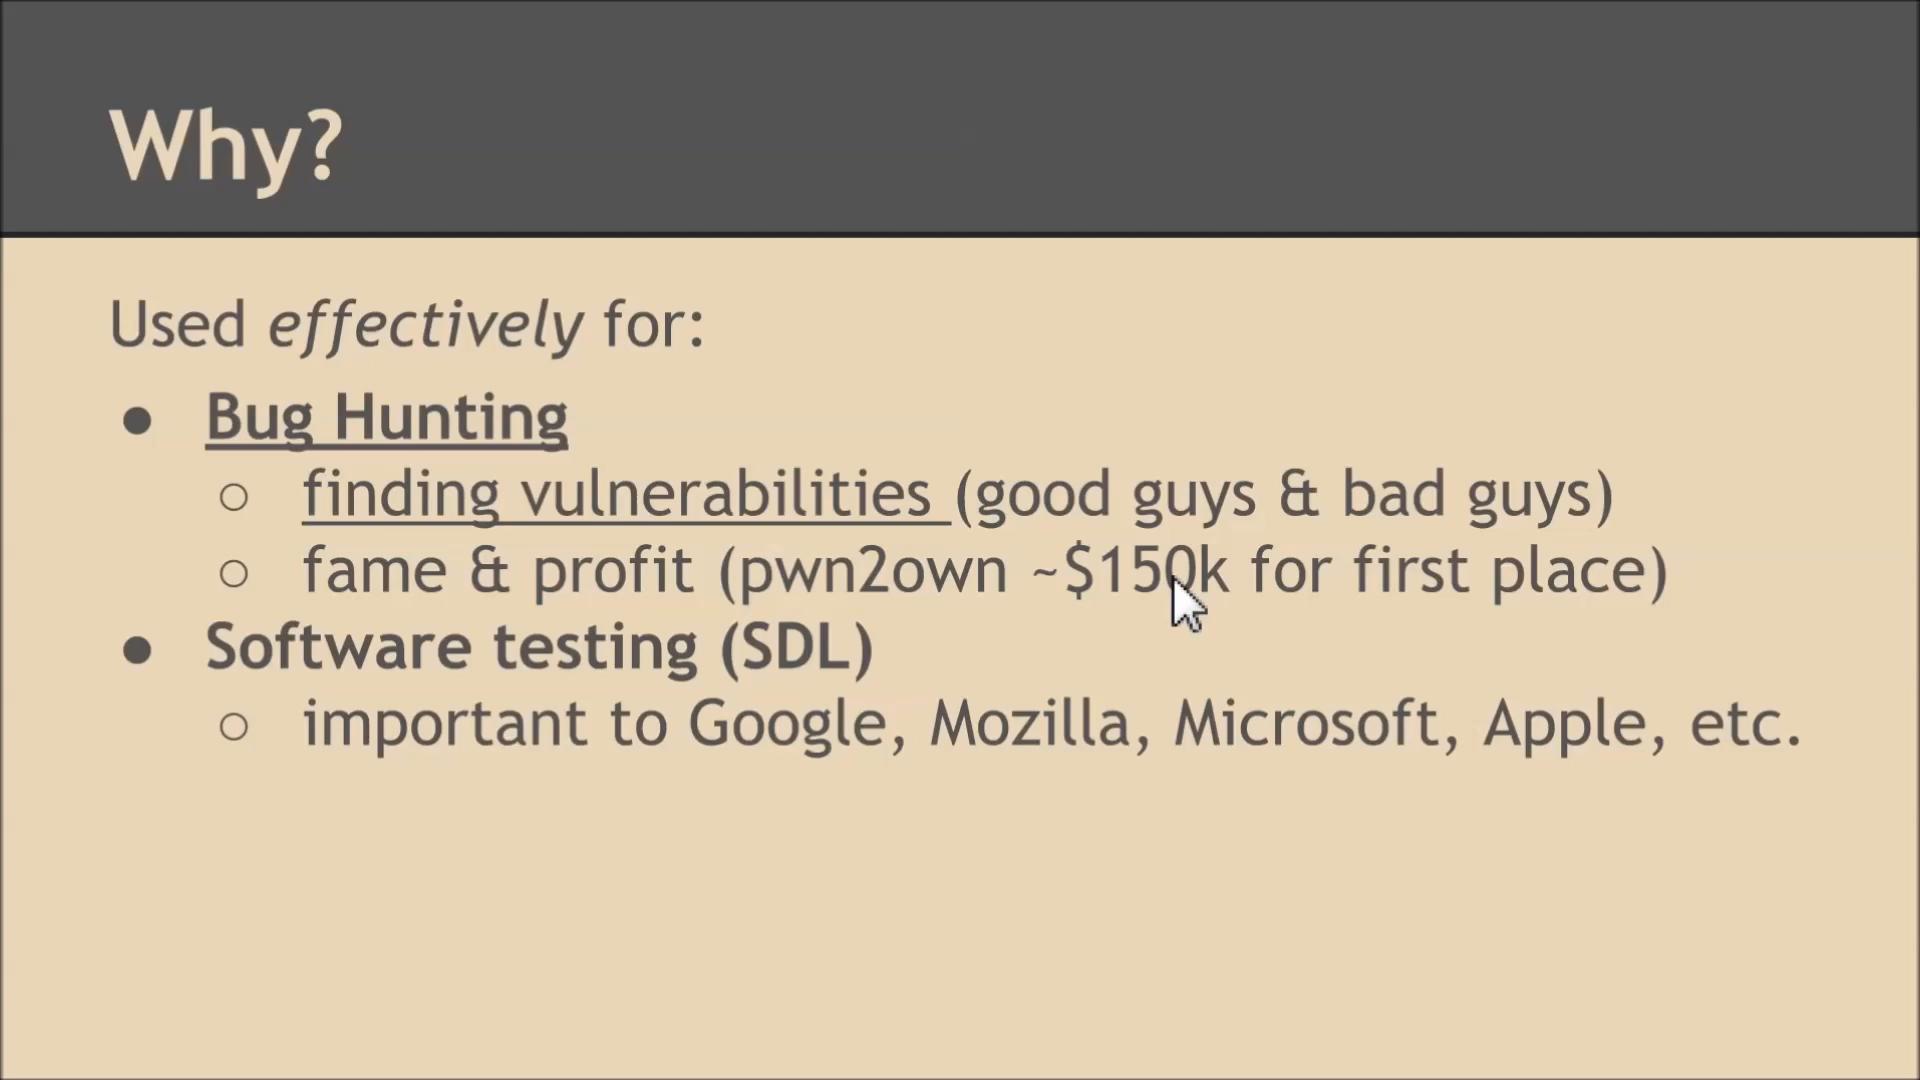 Why?
Used effectively for:
● Bug Hunting
○ finding vulnerabilities (good guys & bad guys)
○ fame & profit (pwn2own ~$150k for first place)
● Software testing (SDL)
○ important to Google, Mozilla, Microsoft, Apple, etc.